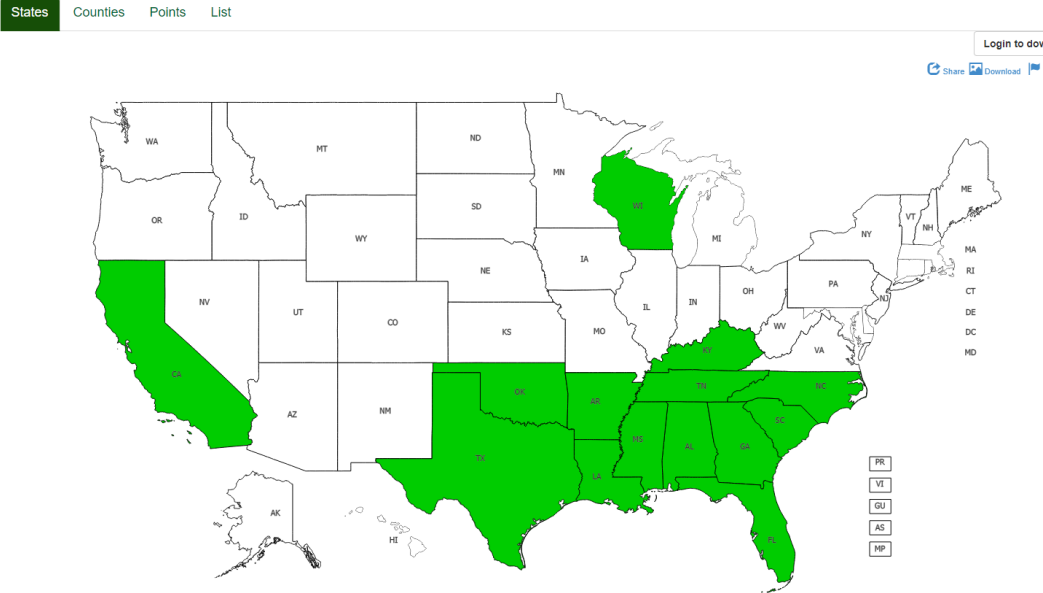 States Counties Points List
Login to dow
Share Download
WA
MT
ND
MN
ME
OR
ID
SD
WI
VT
NH
NY
WY
MI
MA
IA
RI
NE
PA
NV
UT
OH
CT
IN
NJ
IL
CO
KS
MO
WV
DE
VA
DC
KY
MD
CA
TN
NC
OK
AR
AZ
NM
SC
MS
AL
GA
TX
PR
LA
VI
GU
AK
AS
HI
FL
MP